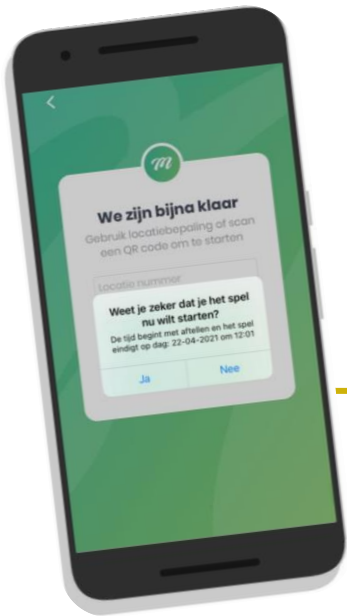 m
We zijn bijna klaar
Gebruik locatiebepaling of scan
een QR code om te starten
Locatie nummer
Weet je zeker dat je het spel
nu wilt starten?
De tijd begint met aftellen en het spel
eindigt op dag: 22-04-2021 om 12:01
Ja Nee